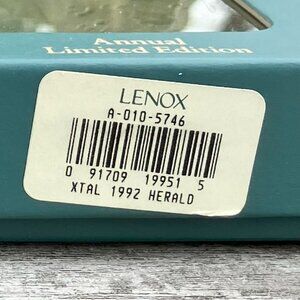 Annual
Limited Edition
LENOX
A-010-5746
0 91709 19951 5
XTAL 1992 HERALD